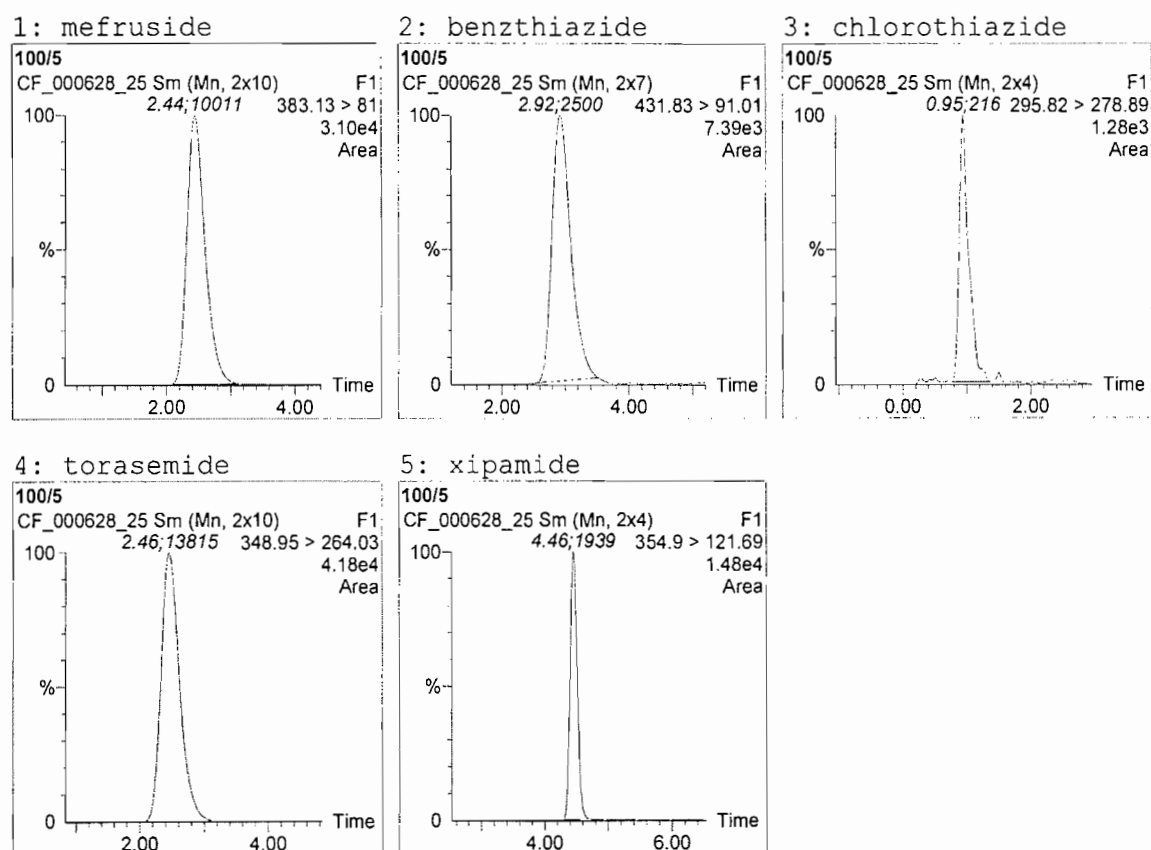 1: mefruside
100/5
CF_000628_25 Sm (Mn, 2x10) F1
2.44;10011 383.13 > 81
3.10e4
Area
100
%
0
Time
2.00 4.00
2: benzthiazide
100/5
CF_000628_25 Sm (Mn, 2x7) F1
2.92;2500 431.83 > 91.01
7.39e3
Area
100
%
0
Time
2.00 4.00
3: chlorothiazide
100/5
CF_000628_25 Sm (Mn, 2x4) F1
0.95;216 295.82 > 278.89
1.28e3
Area
100
%
0
Time
0.00 2.00
4: torasemide
100/5
CF_000628_25 Sm (Mn, 2x10) F1
2.46;13815 348.95 > 264.03
4.18e4
Area
100
%
0
Time
2.00 4.00
5: xipamide
100/5
CF_000628_25 Sm (Mn, 2x4) F1
4.46;1939 354.9 > 121.69
1.48e4
Area
100
%
0
Time
4.00 6.00